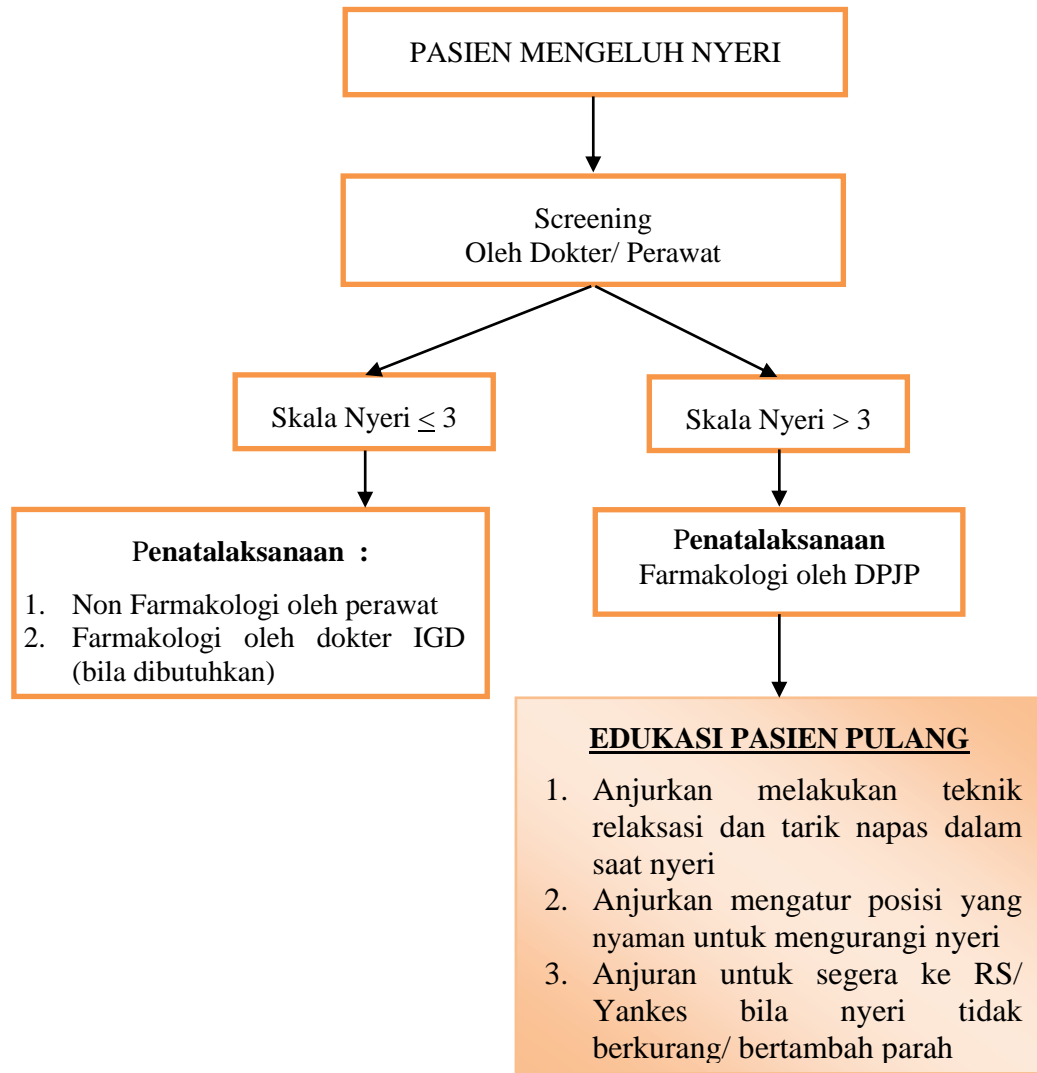 PASIEN MENGELUH NYERI
Screening
Oleh Dokter/ Perawat
Skala Nyeri ≤ 3
Skala Nyeri > 3
Penatalaksanaan :
1. Non Farmakologi oleh perawat
2. Farmakologi oleh dokter IGD
(bila dibutuhkan)
Penatalaksanaan
Farmakologi oleh DPJP
EDUKASI PASIEN PULANG
1. Anjurkan melakukan teknik
relaksasi dan tarik napas dalam
saat nyeri
2. Anjurkan mengatur posisi yang
nyaman untuk mengurangi nyeri
3. Anjuran untuk segera ke RS/
Yankes bila nyeri tidak
berkurang/ bertambah parah